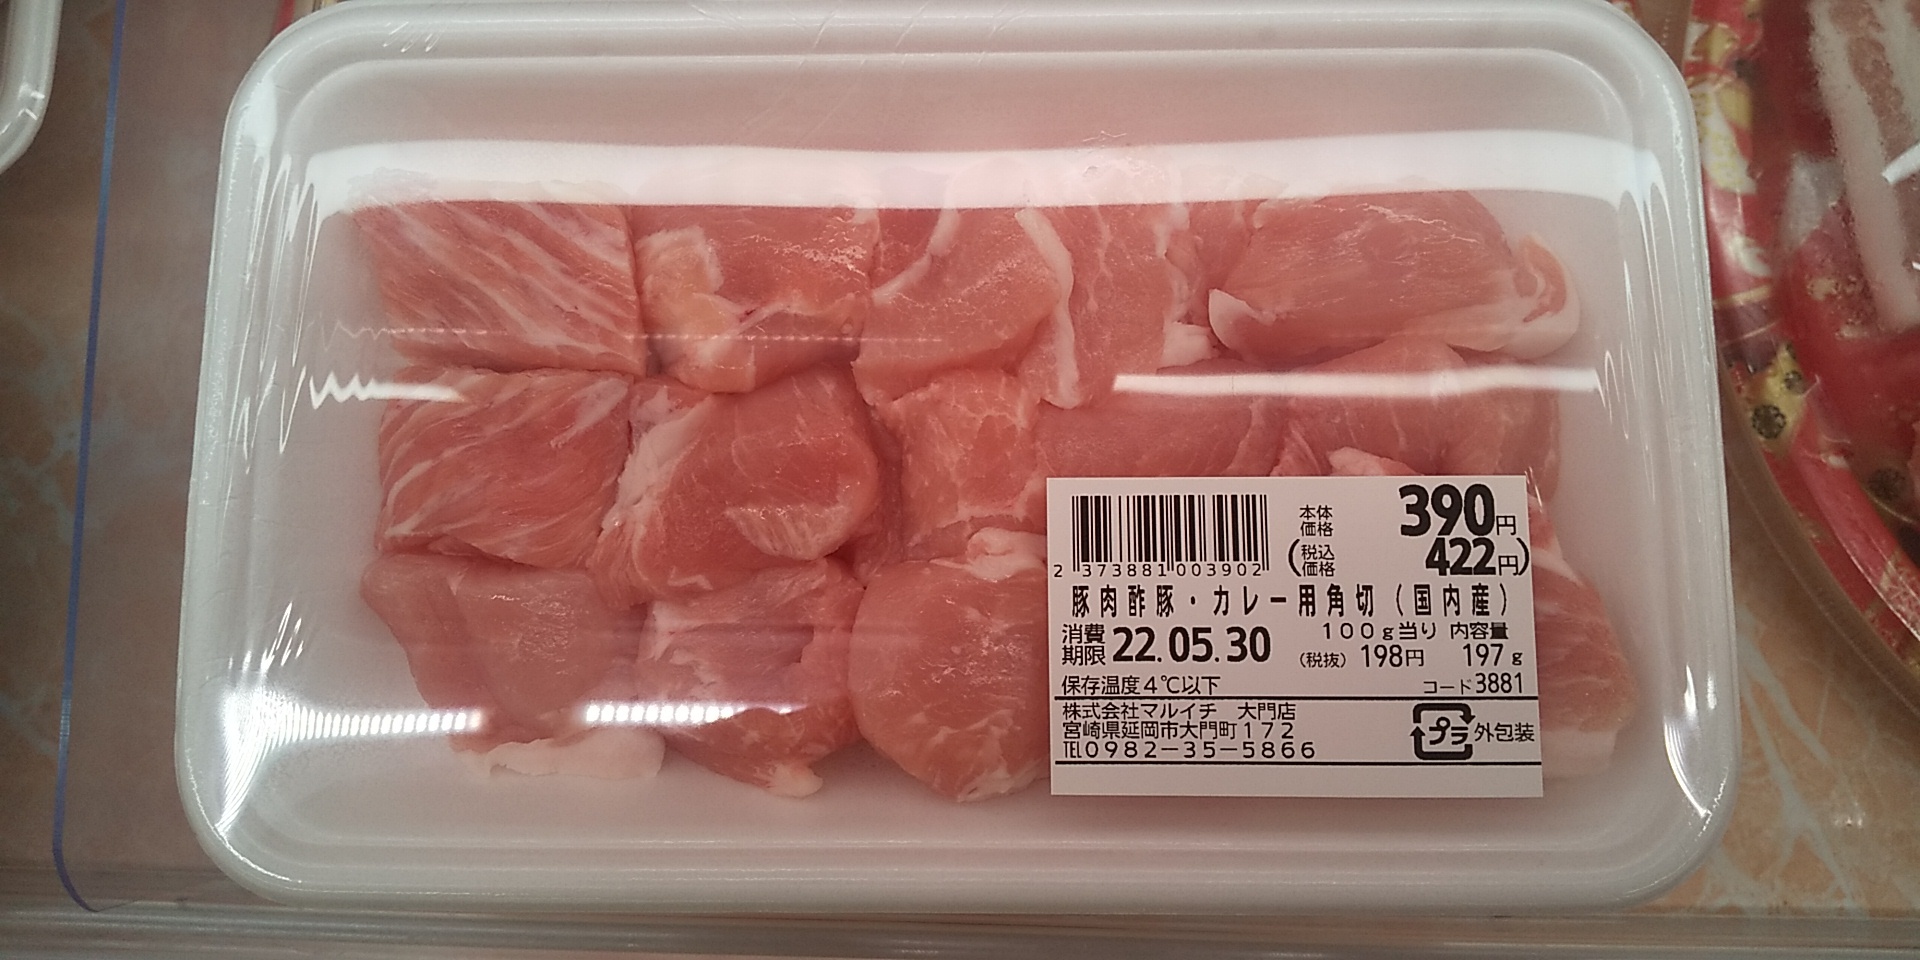 本体価格 390円
(税込価格 422円)
2 373881 003902
豚肉酢豚・カレー用角切(国内産)
消費期限 22.05.30 100g当り 内容量
(税抜) 198円 197g
保存温度4℃以下 コード3881
株式会社マルイチ 大門店
宮崎県延岡市大門町172
TEL0982-35-5866
プラ 外包装